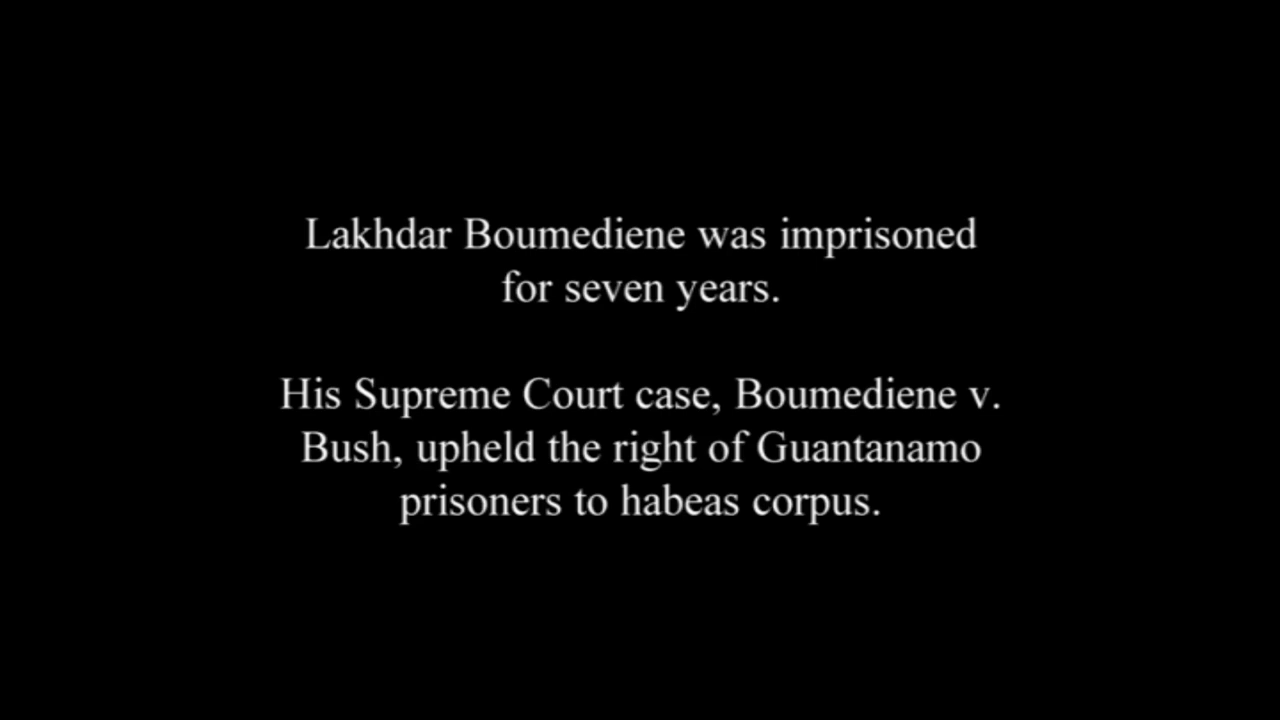 Lakhdar Boumediene was imprisoned
for seven years.
His Supreme Court case, Boumediene v.
Bush, upheld the right of Guantanamo
prisoners to habeas corpus.